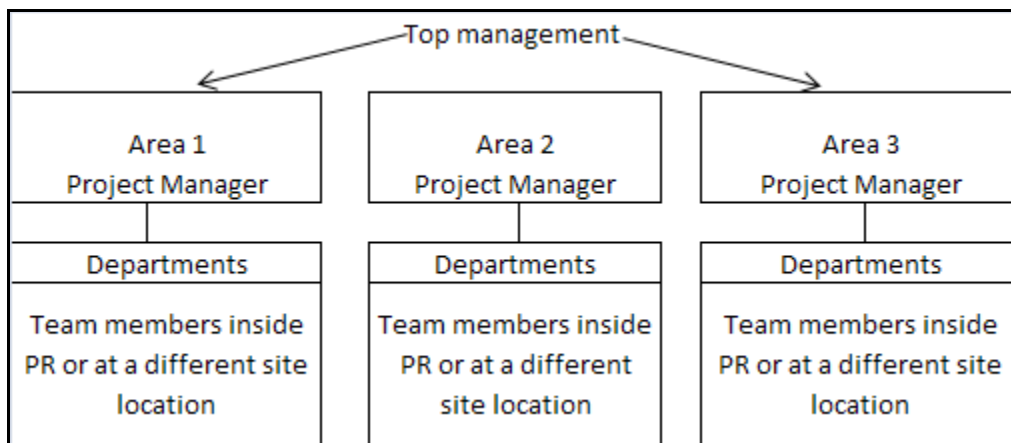 Top management
Area 1
Project Manager
Area 2
Project Manager
Area 3
Project Manager
Departments
Team members inside
PR or at a different site
location
Departments
Team members inside
PR or at a different
site location
Departments
Team members inside
PR or at a different site
location